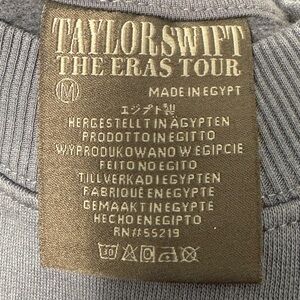 TAYLOR SWIFT
THE ERAS TOUR
M
MADE IN EGYPT
エジプト製
HERGESTELLT IN ÄGYPTEN
PRODOTTO IN EGITTO
WYPRODUKOWANO W EGIPCIE
FEITO NO EGITO
TILLVERKAD I EGYPTEN
FABRIQUÉ EN EGYPTE
GEMAAKT IN EGYPTE
HECHO EN EGIPTO
RN# 55219
30